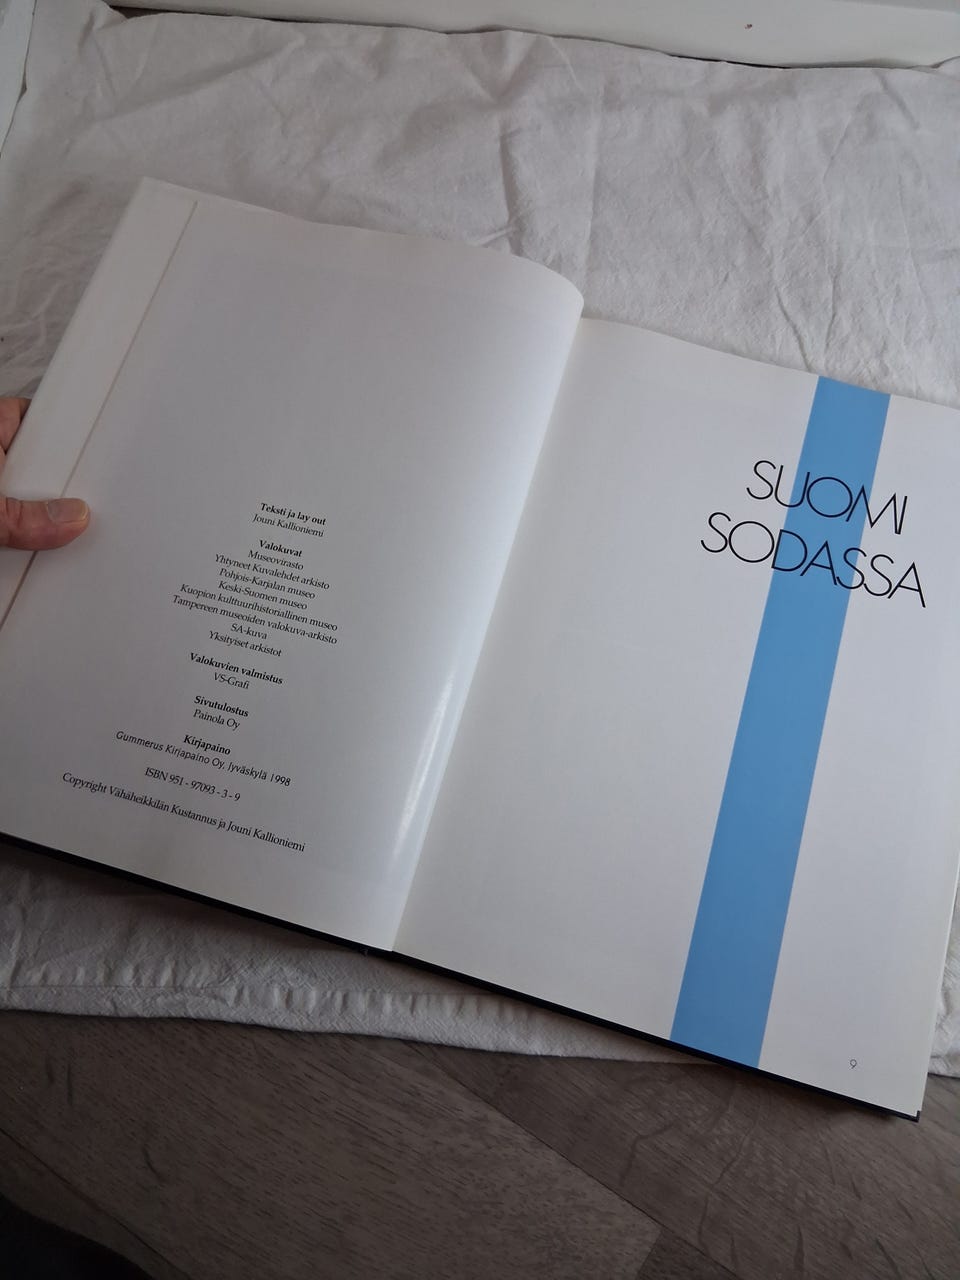 Teksti ja lay out
Jouni Kallioniemi
Valokuvat
Museovirasto
Yhtyneet Kuvalehdet arkisto
Pohjois-Karjalan museo
Keski-Suomen museo
Kuopion kulttuurihistoriallinen museo
Tampereen museoiden valokuva-arkisto
SA-kuva
Yksityiset arkistot
Valokuvien valmistus
VS-Grafi
Sivutulostus
Painola Oy
Kirjapaino
Gummerus Kirjapaino Oy, Jyväskylä 1998
ISBN 951 - 97093 - 3 - 9
Copyright Vähäheikkilän Kustannus ja Jouni Kallioniemi
SUOMI
SODASSA
9